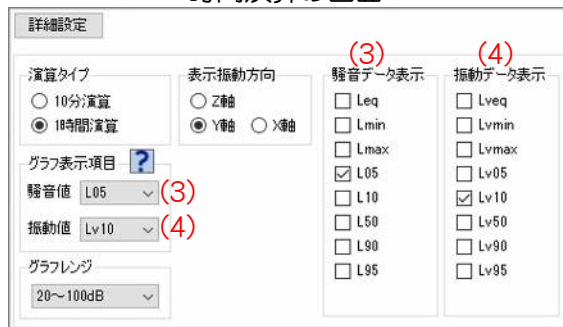 詳細設定
演算タイプ
○ 10分演算
◉ 1時間演算
表示振動方向
○ Z軸
◉ Y軸 ○ X軸
グラフ表示項目 ?
騒音値 L05 (3)
振動値 Lv10 (4)
グラフレンジ
20～100dB
(3)
騒音データ表示
☐ Leq
☐ Lmin
☐ Lmax
☑ L05
☐ L10
☐ L50
☐ L90
☐ L95
(4)
振動データ表示
☐ Lveq
☐ Lvmin
☐ Lvmax
☐ Lv05
☑ Lv10
☐ Lv50
☐ Lv90
☐ Lv95